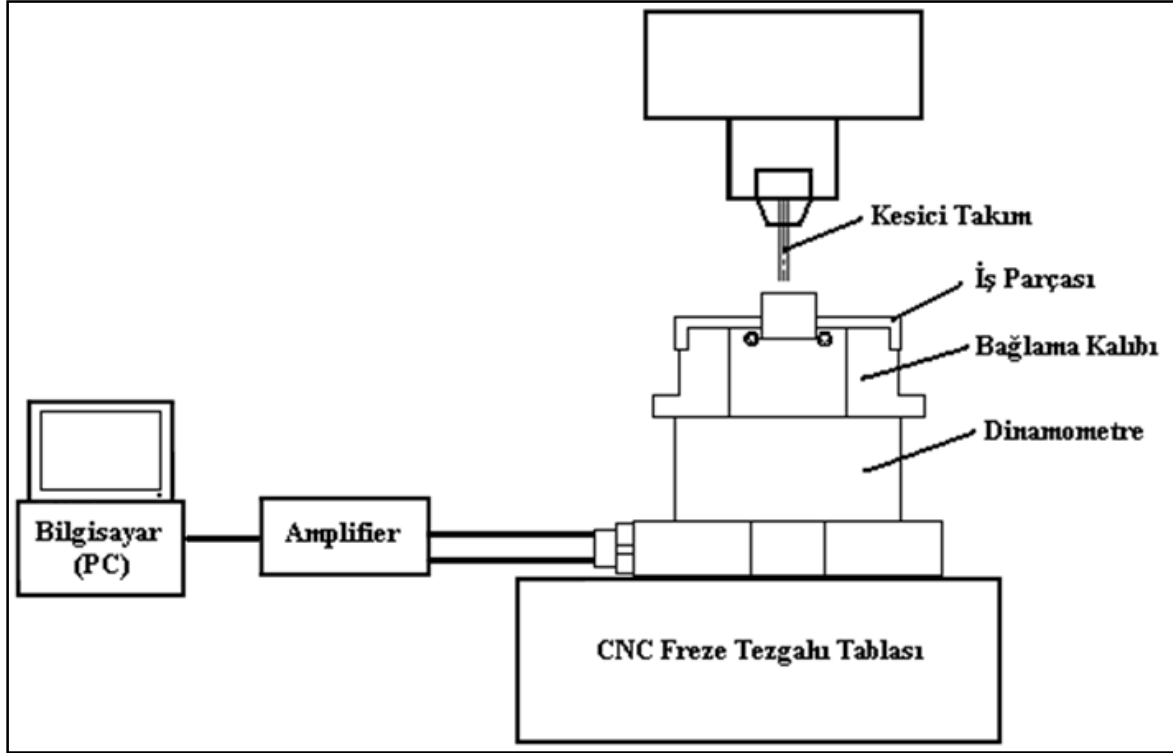 Kesici Takım
İş Parçası
Bağlama Kalıbı
Dinamometre
Bilgisayar
(PC)
Amplifier
CNC Freze Tezgahı Tablası